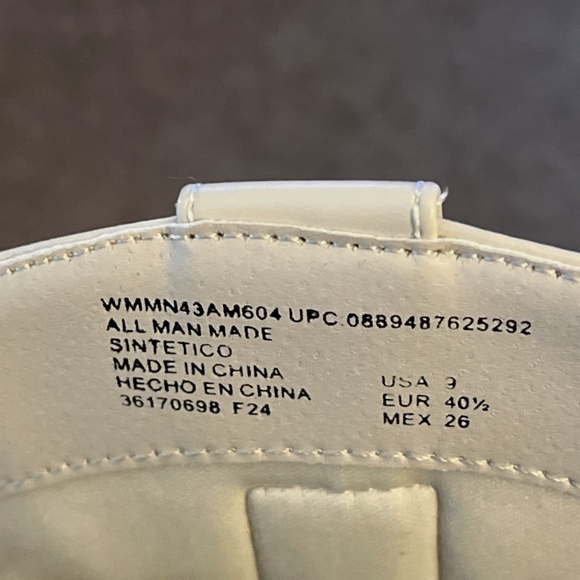 WMMN43AM604 UPC:0889487625292
ALL MAN MADE
SINTETICO
MADE IN CHINA
HECHO EN CHINA
36170698 F24
USA 9
EUR 40½
MEX 26